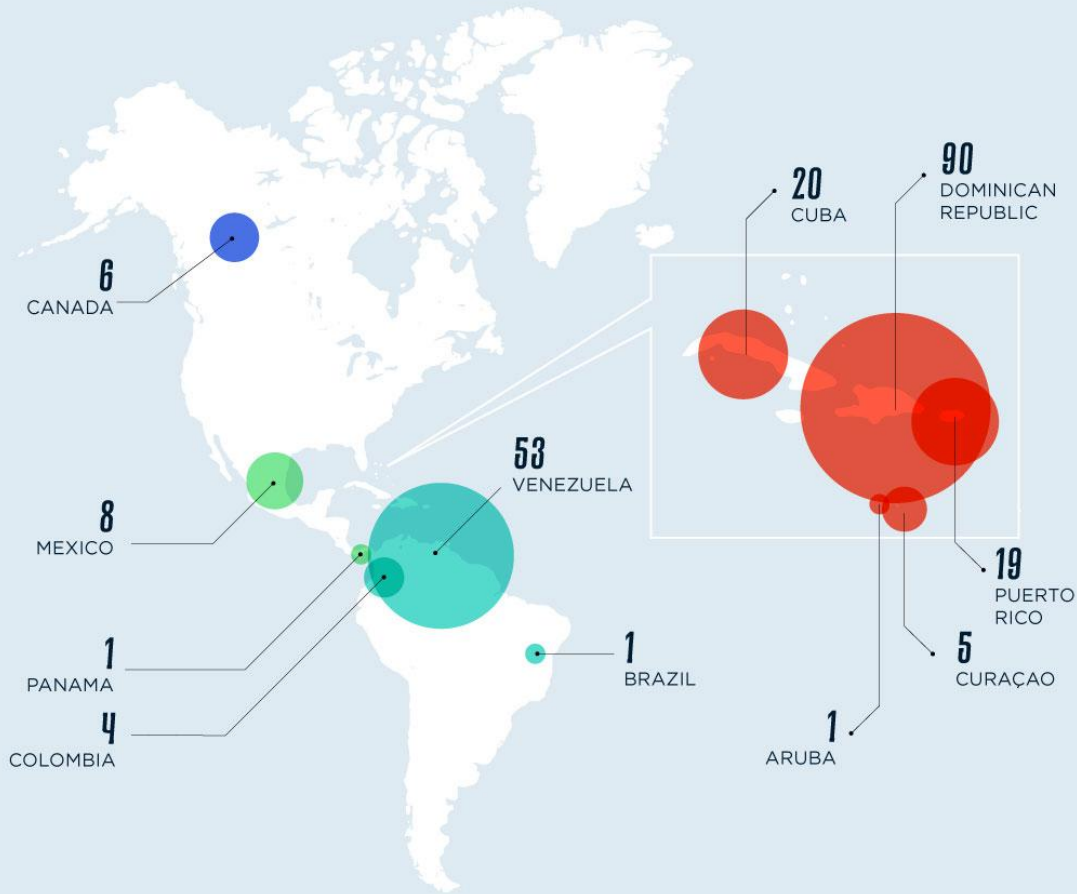 90
DOMINICAN
REPUBLIC
20
CUBA
6
CANADA
53
VENEZUELA
8
MEXICO
19
PUERTO
RICO
1
PANAMA
1
BRAZIL
5
CURAÇAO
4
COLOMBIA
1
ARUBA